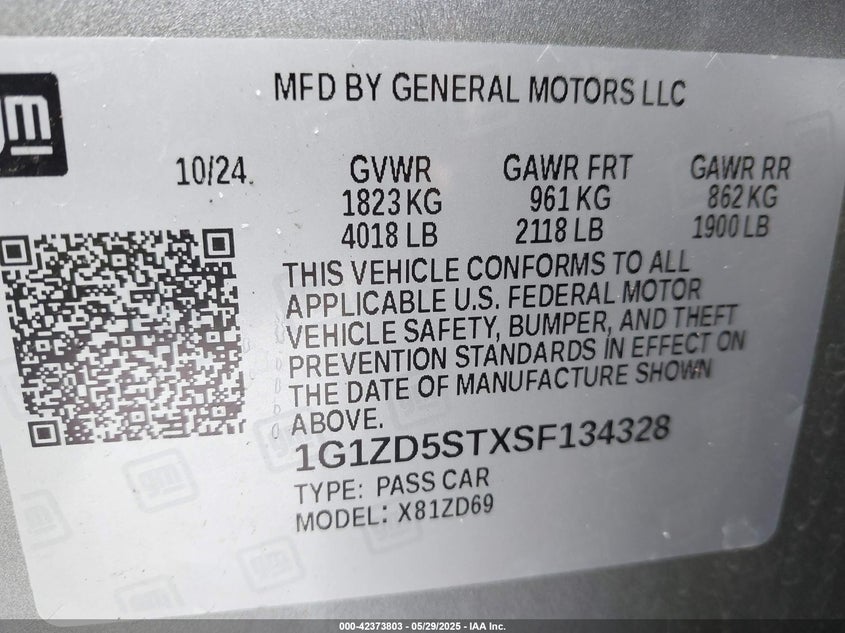 gm
MFD BY GENERAL MOTORS LLC
10/24 GVWR GAWR FRT GAWR RR
1823 KG 961 KG 862 KG
4018 LB 2118 LB 1900 LB
THIS VEHICLE CONFORMS TO ALL
APPLICABLE U.S. FEDERAL MOTOR
VEHICLE SAFETY, BUMPER, AND THEFT
PREVENTION STANDARDS IN EFFECT ON
THE DATE OF MANUFACTURE SHOWN
ABOVE.
1G1ZD5STXSF134328
TYPE: PASS CAR
MODEL: X81ZD69
000-42373803 - 05/29/2025 - IAA Inc.